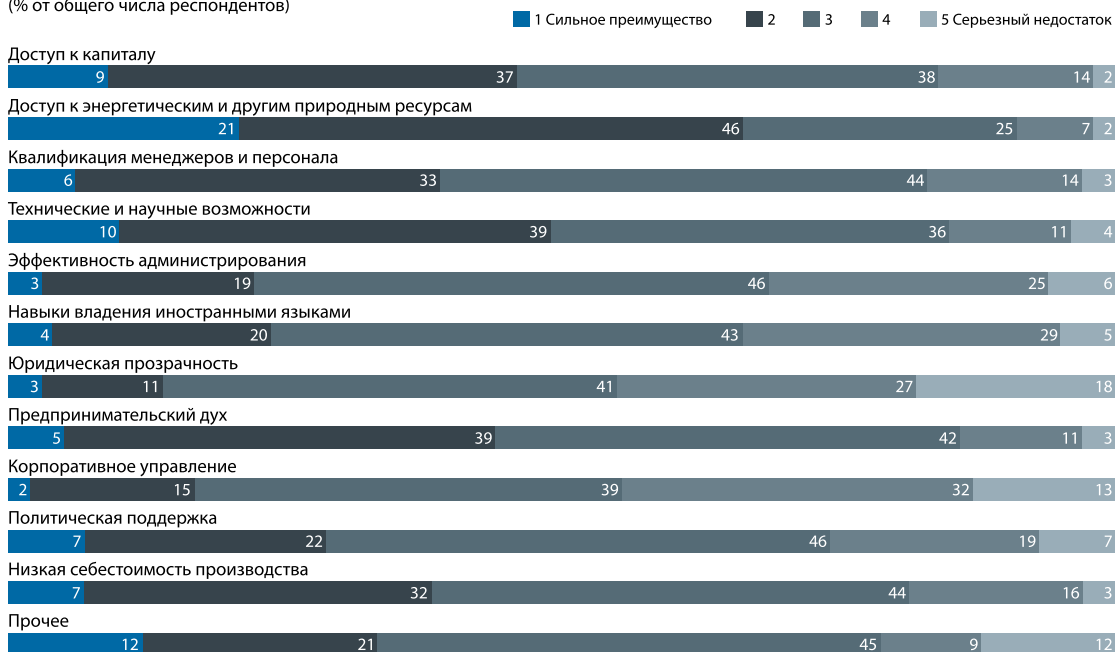 (% от общего числа респондентов)
1 Сильное преимущество 2 3 4 5 Серьезный недостаток
Доступ к капиталу
9 37 38 14 2
Доступ к энергетическим и другим природным ресурсам
21 46 25 7 2
Квалификация менеджеров и персонала
6 33 44 14 3
Технические и научные возможности
10 39 36 11 4
Эффективность администрирования
3 19 46 25 6
Навыки владения иностранными языками
4 20 43 29 5
Юридическая прозрачность
3 11 41 27 18
Предпринимательский дух
5 39 42 11 3
Корпоративное управление
2 15 39 32 13
Политическая поддержка
7 22 46 19 7
Низкая себестоимость производства
7 32 44 16 3
Прочее
12 21 45 9 12